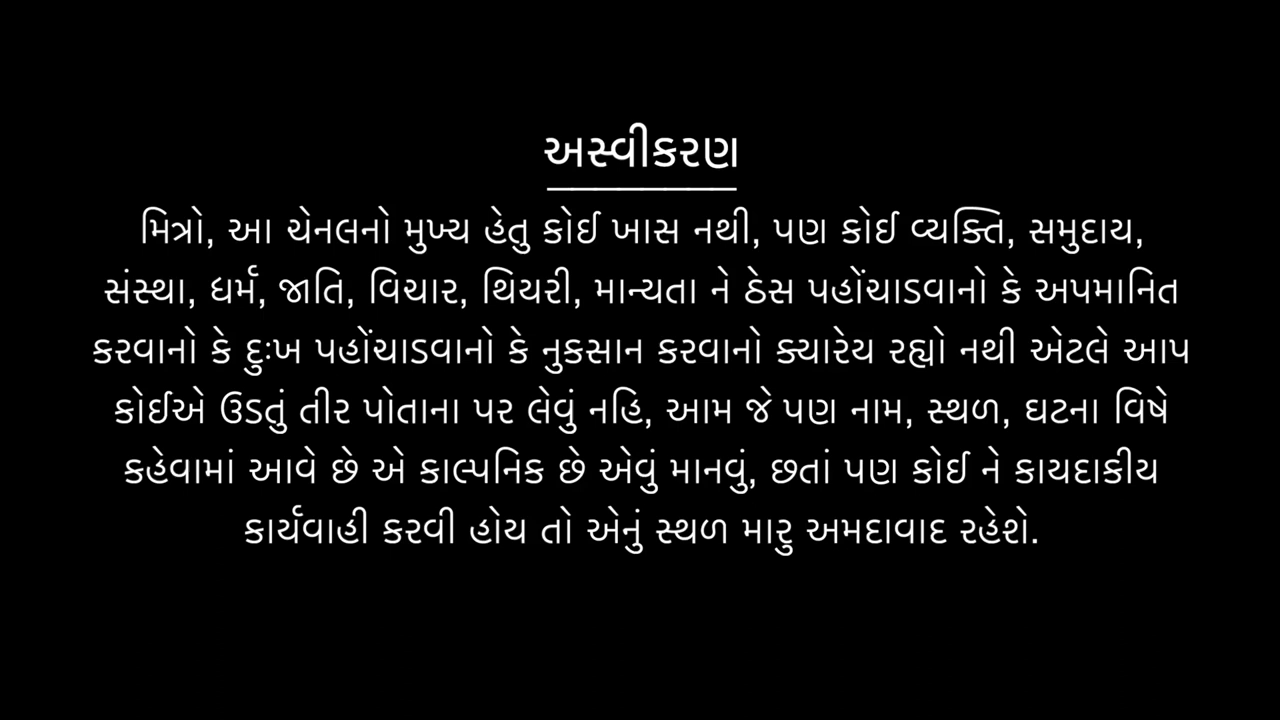 અસ્વીકરણ
મિત્રો, આ ચેનલનો મુખ્ય હેતુ કોઈ ખાસ નથી, પણ કોઈ વ્યક્તિ, સમુદાય,
સંસ્થા, ધર્મ, જાતિ, વિચાર, થિયરી, માન્યતા ને ઠેસ પહોંચાડવાનો કે અપમાનિત
કરવાનો કે દુઃખ પહોંચાડવાનો કે નુકસાન કરવાનો ક્યારેય રહ્યો નથી એટલે આપ
કોઈએ ઉડતું તીર પોતાના પર લેવું નહિ, આમ જે પણ નામ, સ્થળ, ઘટના વિષે
કહેવામાં આવે છે એ કાલ્પનિક છે એવું માનવું, છતાં પણ કોઈ ને કાયદાકીય
કાર્યવાહી કરવી હોય તો એનું સ્થળ મારુ અમદાવાદ રહેશે.